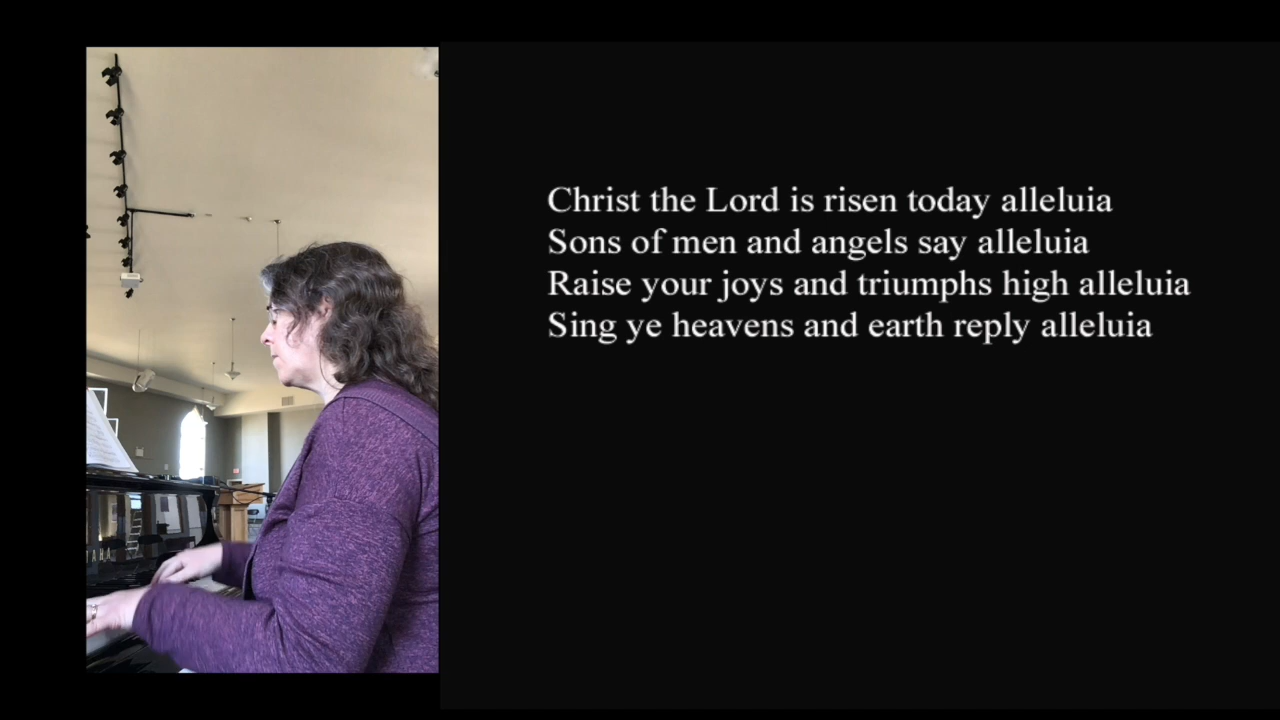 Christ the Lord is risen today alleluia
Sons of men and angels say alleluia
Raise your joys and triumphs high alleluia
Sing ye heavens and earth reply alleluia